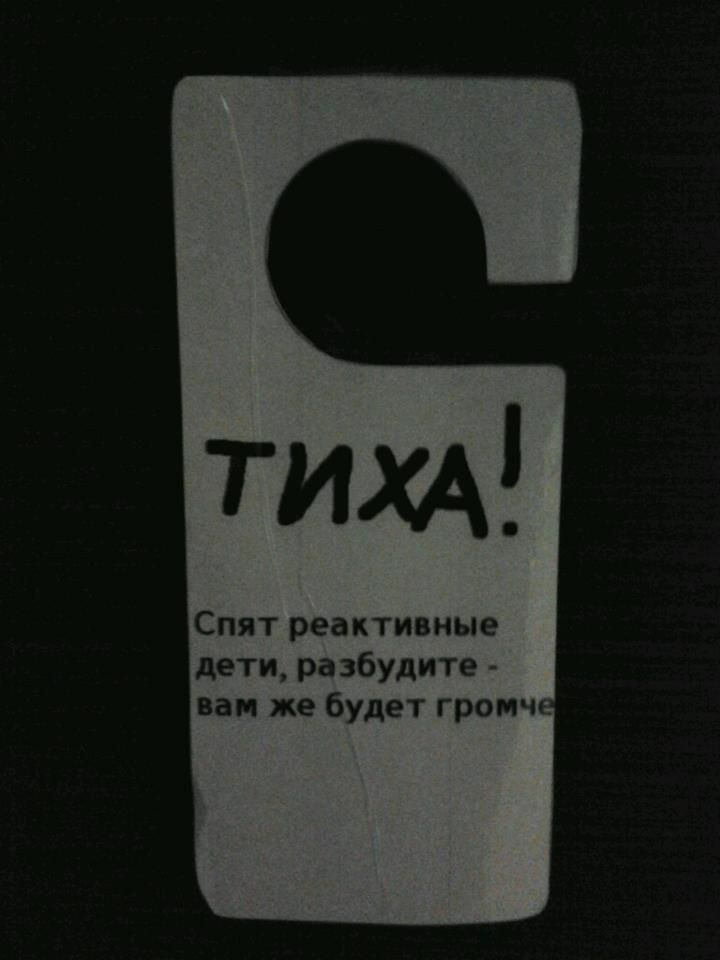 ТИХА!
Спят реактивные
дети, разбудите -
вам же будет громче